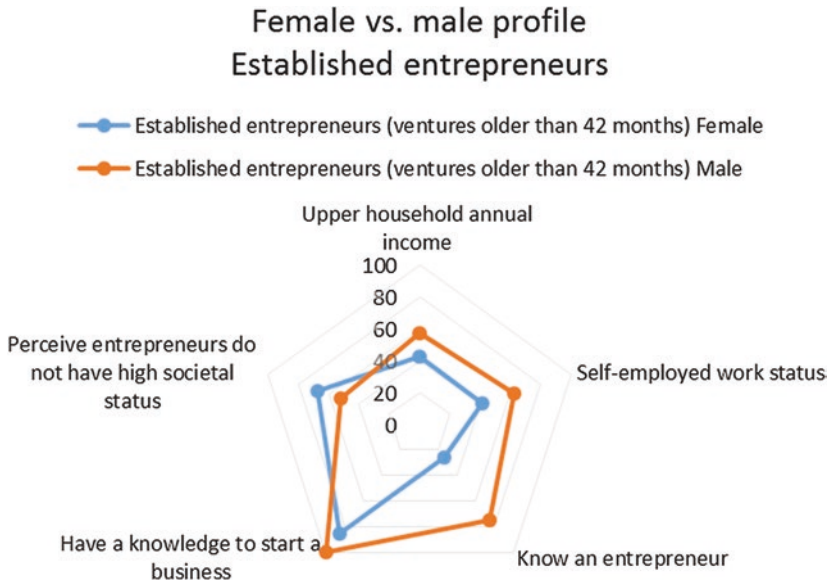 Female vs. male profile
Established entrepreneurs
Established entrepreneurs (ventures older than 42 months) Female
Established entrepreneurs (ventures older than 42 months) Male
Upper household annual
income
100
80
60
40
20
0
Self-employed work status
Know an entrepreneur
Have a knowledge to start a
business
Perceive entrepreneurs do
not have high societal
status